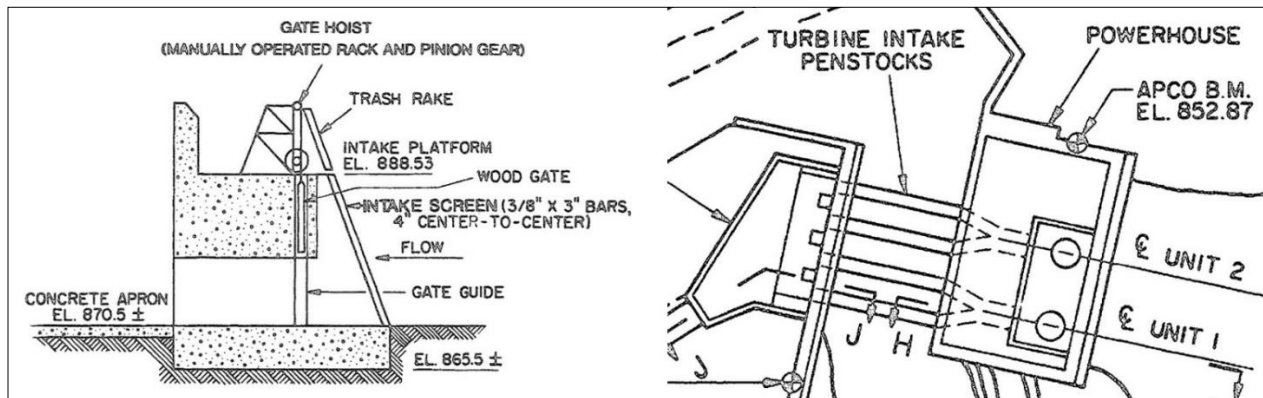 GATE HOIST
(MANUALLY OPERATED RACK AND PINION GEAR)
TRASH RAKE
INTAKE PLATFORM
EL. 888.53
WOOD GATE
INTAKE SCREEN (3/8" X 3" BARS,
4" CENTER-TO-CENTER)
FLOW
GATE GUIDE
CONCRETE APRON
EL. 870.5 ±
EL. 865.5 ±
TURBINE INTAKE
PENSTOCKS
POWERHOUSE
APCO B.M.
EL. 852.87
℄ UNIT 2
℄ UNIT 1
J
H
J